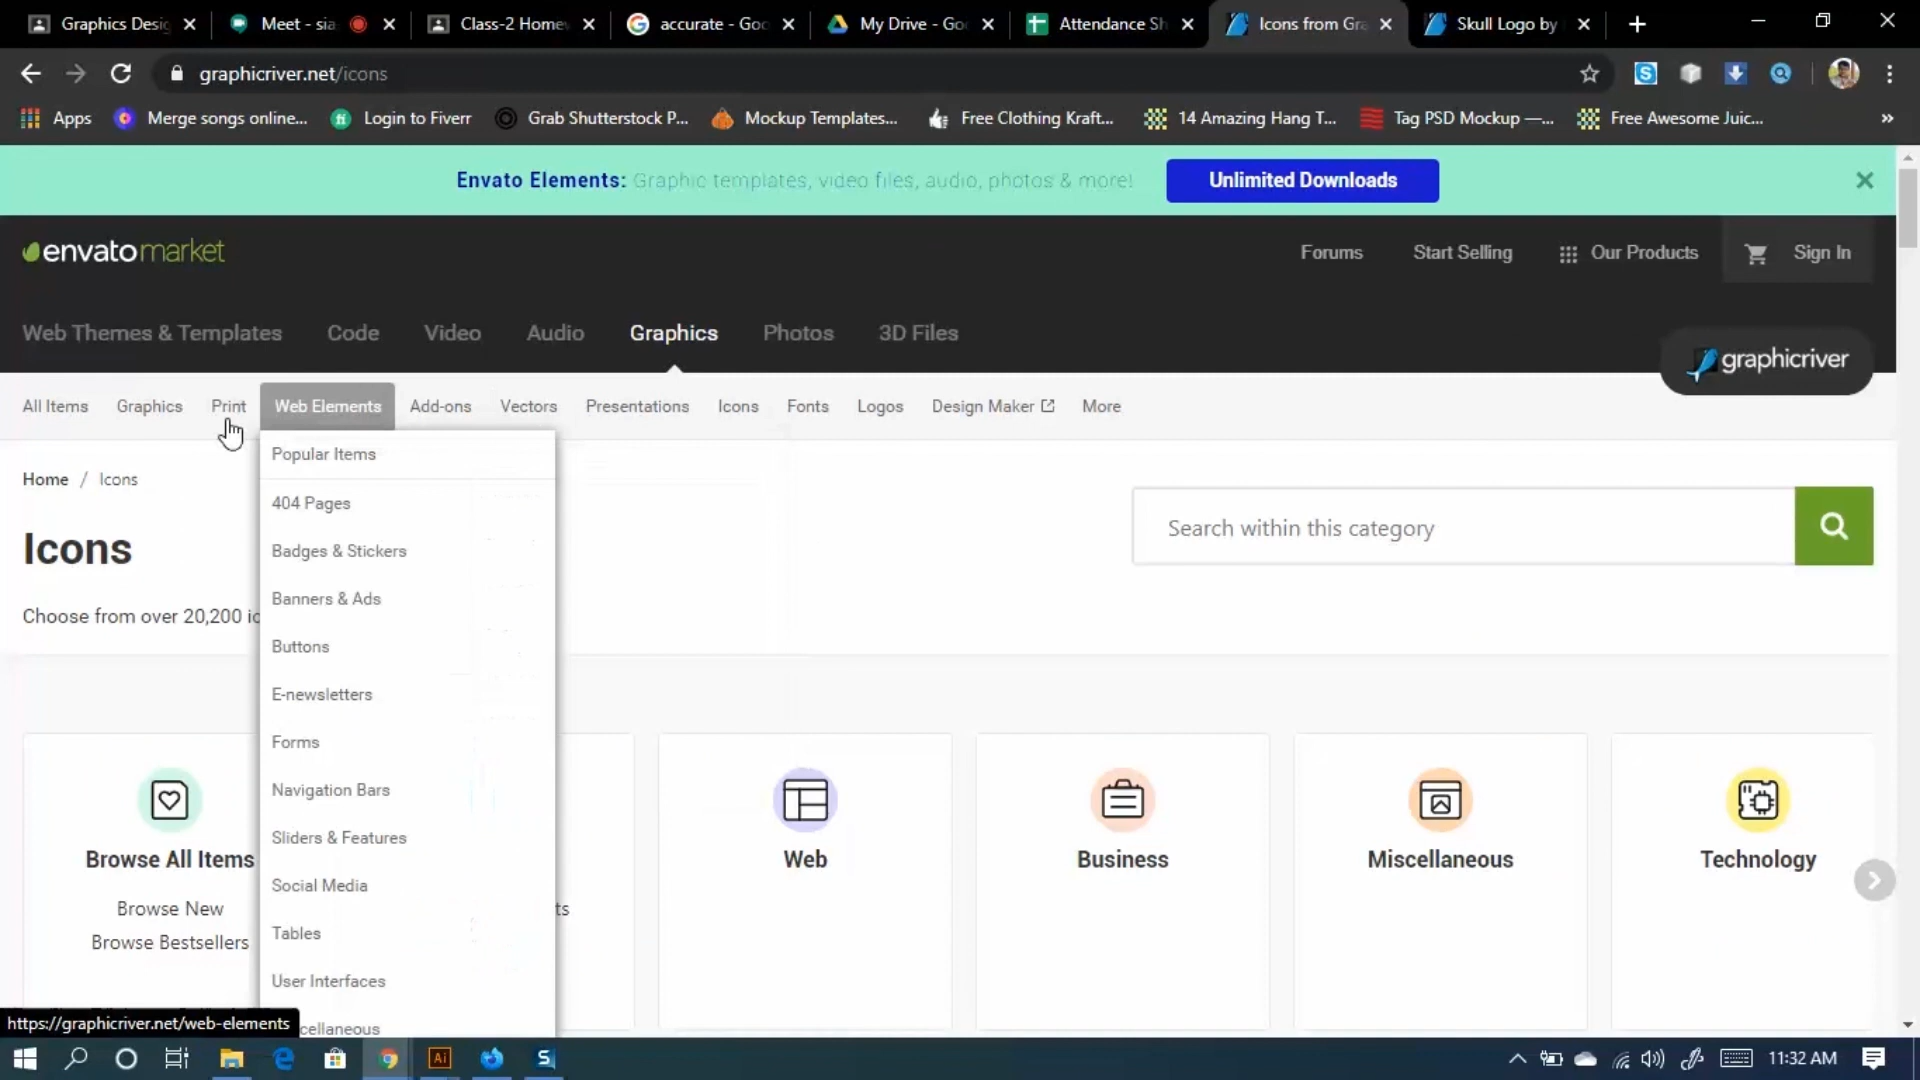 Graphics Desig
Meet - sia
Class-2 Homew
accurate - Goo
My Drive - Goo
Attendance Sh
Icons from Gra
Skull Logo by
graphicriver.net/icons
Apps
Merge songs online...
Login to Fiverr
Grab Shutterstock P...
Mockup Templates...
Free Clothing Kraft...
14 Amazing Hang T...
Tag PSD Mockup —...
Free Awesome Juic...
»
Envato Elements: Graphic templates, video files, audio, photos & more!
Unlimited Downloads
envatomarket
Forums
Start Selling
Our Products
Sign In
Web Themes & Templates
Code
Video
Audio
Graphics
Photos
3D Files
graphicriver
All Items
Graphics
Print
Web Elements
Add-ons
Vectors
Presentations
Icons
Fonts
Logos
Design Maker
More
Popular Items
404 Pages
Badges & Stickers
Banners & Ads
Buttons
E-newsletters
Forms
Navigation Bars
Sliders & Features
Social Media
Tables
User Interfaces
cellaneous
Home / Icons
Icons
Choose from over 20,200 ic
Search within this category
Browse All Items
Browse New
Browse Bestsellers
ts
Web
Business
Miscellaneous
Technology
https://graphicriver.net/web-elements
Ai
S
11:32 AM